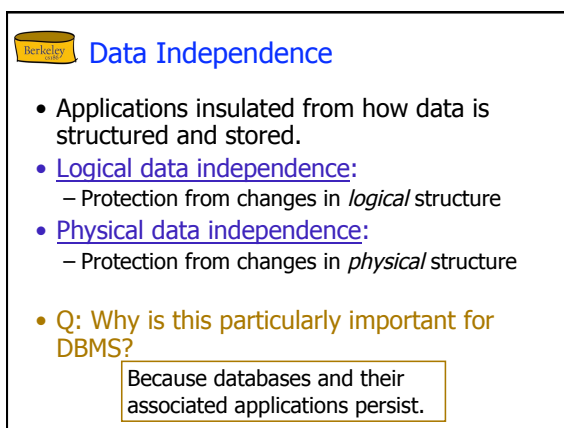 Berkeley
CS186
Data Independence
• Applications insulated from how data is
structured and stored.
• Logical data independence:
– Protection from changes in logical structure
• Physical data independence:
– Protection from changes in physical structure
• Q: Why is this particularly important for
DBMS?
Because databases and their
associated applications persist.